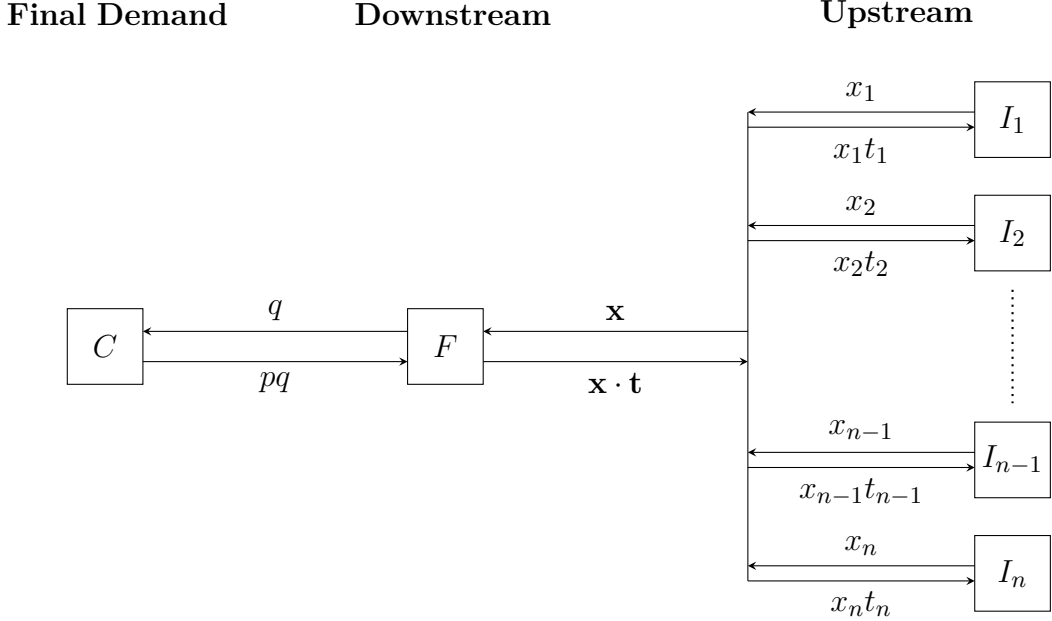 Final Demand Downstream Upstream
x₁
I₁
x₁t₁
x₂
I₂
x₂t₂
q
x
C
F
pq
x · t
xₙ₋₁
Iₙ₋₁
xₙ₋₁tₙ₋₁
xₙ
Iₙ
xₙtₙ